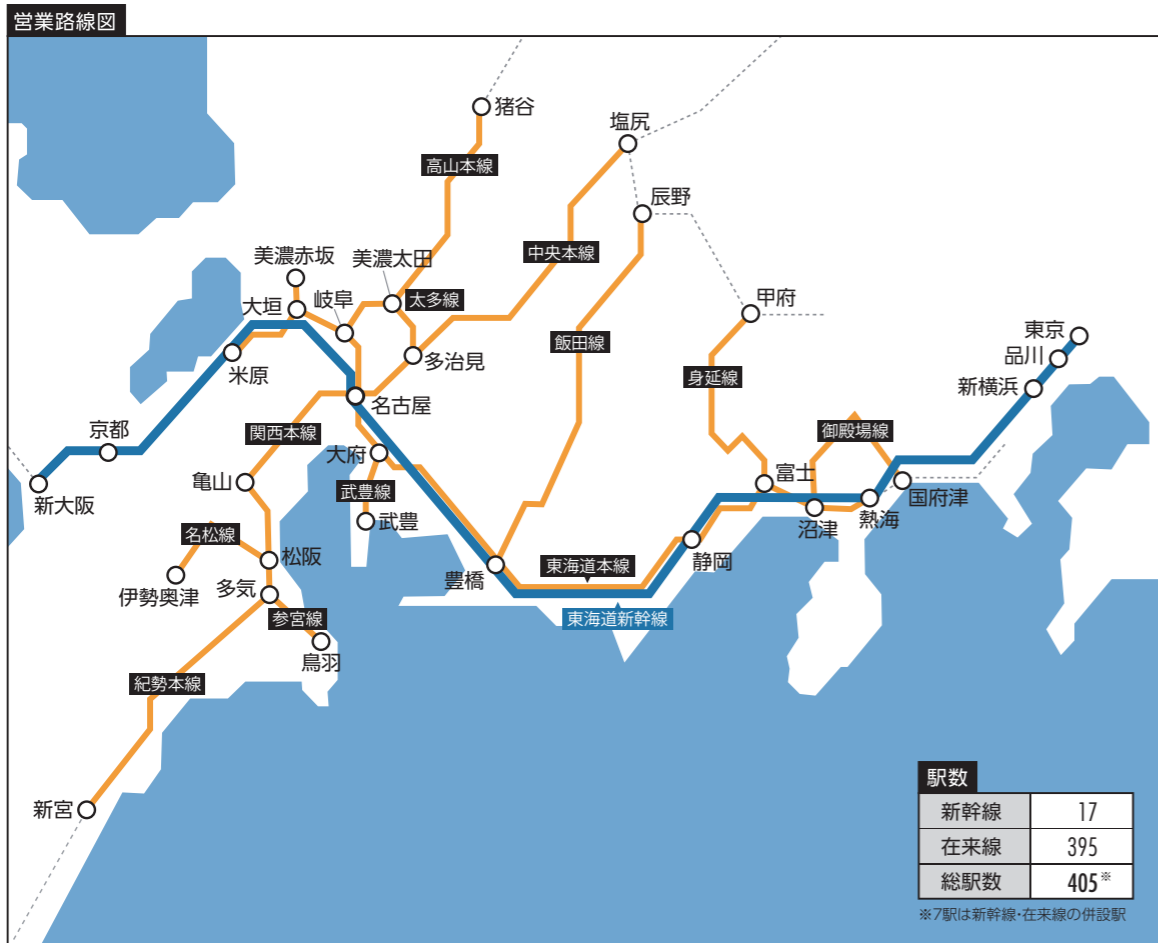 営業路線図
猪谷
塩尻
高山本線
辰野
中央本線
美濃赤坂
美濃太田
大垣
岐阜
太多線
甲府
東京
飯田線
品川
多治見
米原
身延線
新横浜
名古屋
京都
関西本線
御殿場線
大府
富士
亀山
新大阪
武豊線
国府津
沼津
熱海
武豊
名松線
静岡
松阪
東海道本線
豊橋
伊勢奥津
多気
参宮線
東海道新幹線
鳥羽
紀勢本線
新宮
駅数
新幹線 17
在来線 395
総駅数 405※
※7駅は新幹線・在来線の併設駅